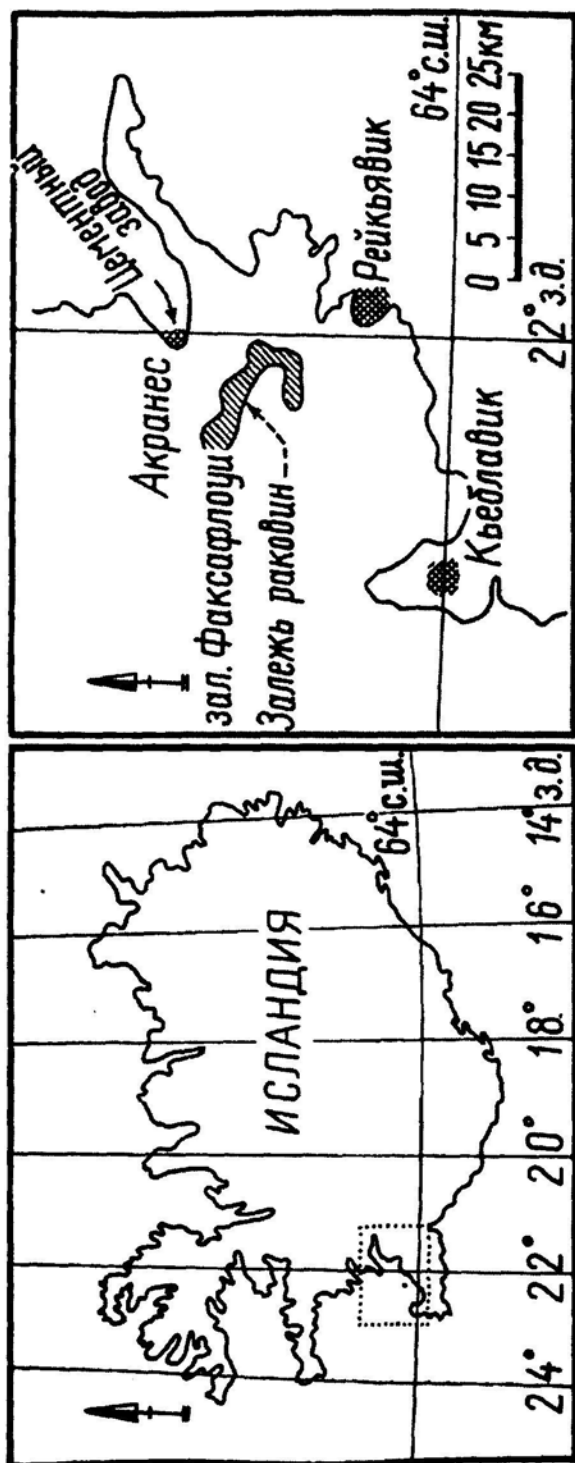 ИСЛАНДИЯ
64° с.ш.
24°
22°
20°
18°
16°
14° з.д.
Цементный
завод
Акранес
зал. Факсафлоуи
Залежь раковин
Рейкьявик
Кьеблавик
64° с.ш.
0 5 10 15 20 25км
22° з.д.